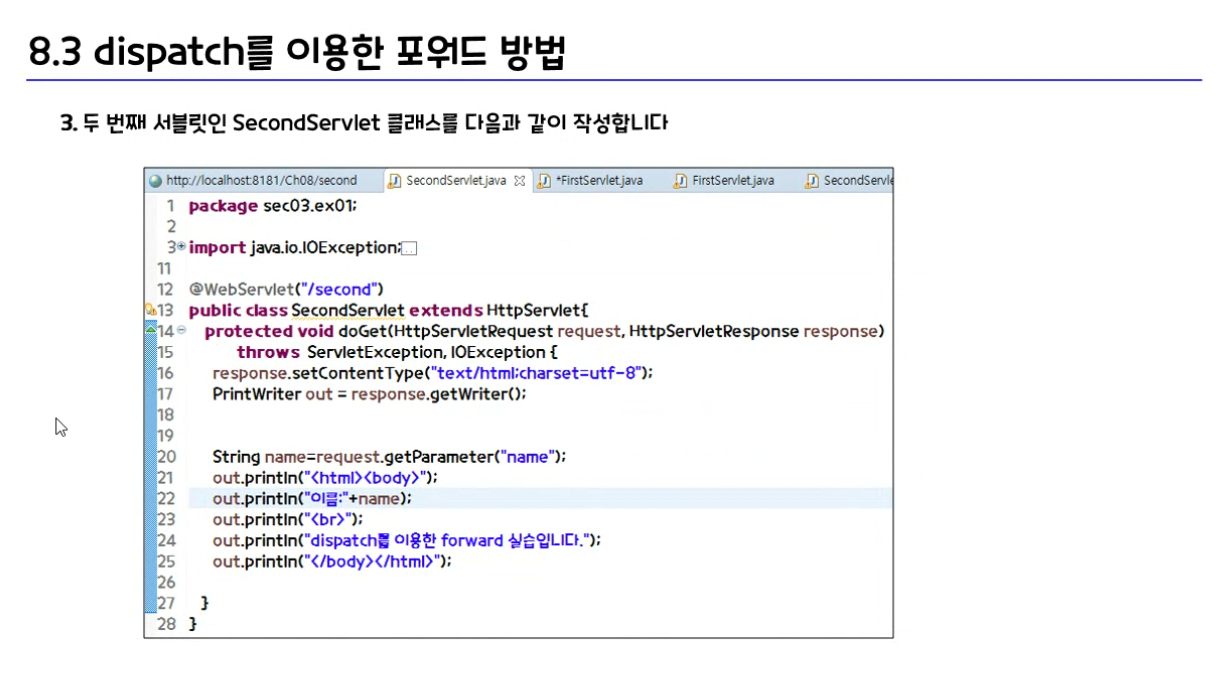 8.3 dispatch를 이용한 포워드 방법
3. 두 번째 서블릿인 SecondServlet 클래스를 다음과 같이 작성합니다
http://localhost:8181/Ch08/second SecondServlet.java *FirstServlet.java FirstServlet.java SecondServle
1 package sec03.ex01;
2
3 import java.io.IOException;
11
12 @WebServlet("/second")
13 public class SecondServlet extends HttpServlet{
14 protected void doGet(HttpServletRequest request, HttpServletResponse response)
15 throws ServletException, IOException {
16 response.setContentType("text/html;charset=utf-8");
17 PrintWriter out = response.getWriter();
18
19
20 String name=request.getParameter("name");
21 out.println("<html><body>");
22 out.println("이름:"+name);
23 out.println("<br>");
24 out.println("dispatch를 이용한 forward 실습입니다.");
25 out.println("</body></html>");
26
27 }
28 }